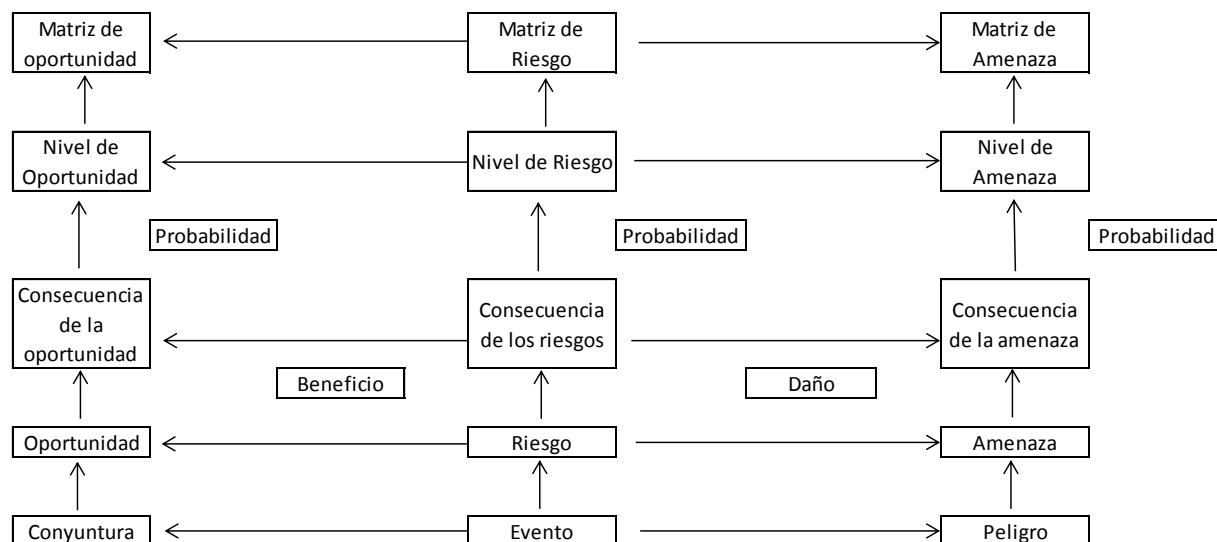 Matriz de
oportunidad
Matriz de
Riesgo
Matriz de
Amenaza
Nivel de
Oportunidad
Nivel de Riesgo
Nivel de
Amenaza
Probabilidad
Probabilidad
Probabilidad
Consecuencia
de la
oportunidad
Consecuencia
de los riesgos
Consecuencia
de la amenaza
Beneficio
Daño
Oportunidad
Riesgo
Amenaza
Conyuntura
Evento
Peligro